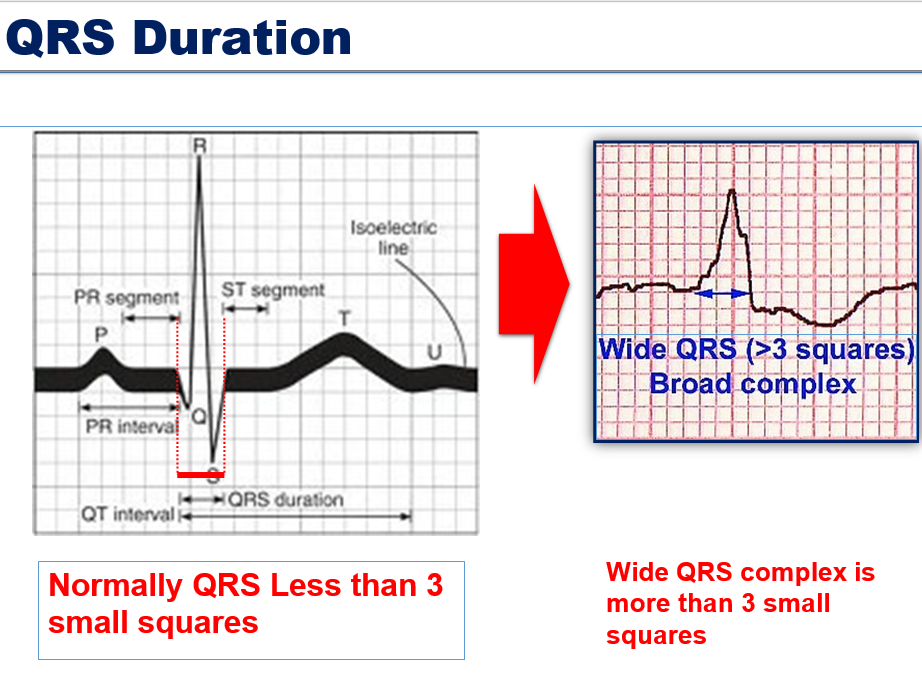 QRS Duration
R
Isoelectric
line
PR segment
ST segment
P
T
U
Q
PR interval
S
QRS duration
QT interval
Wide QRS (>3 squares)
Broad complex
Normally QRS Less than 3
small squares
Wide QRS complex is
more than 3 small
squares